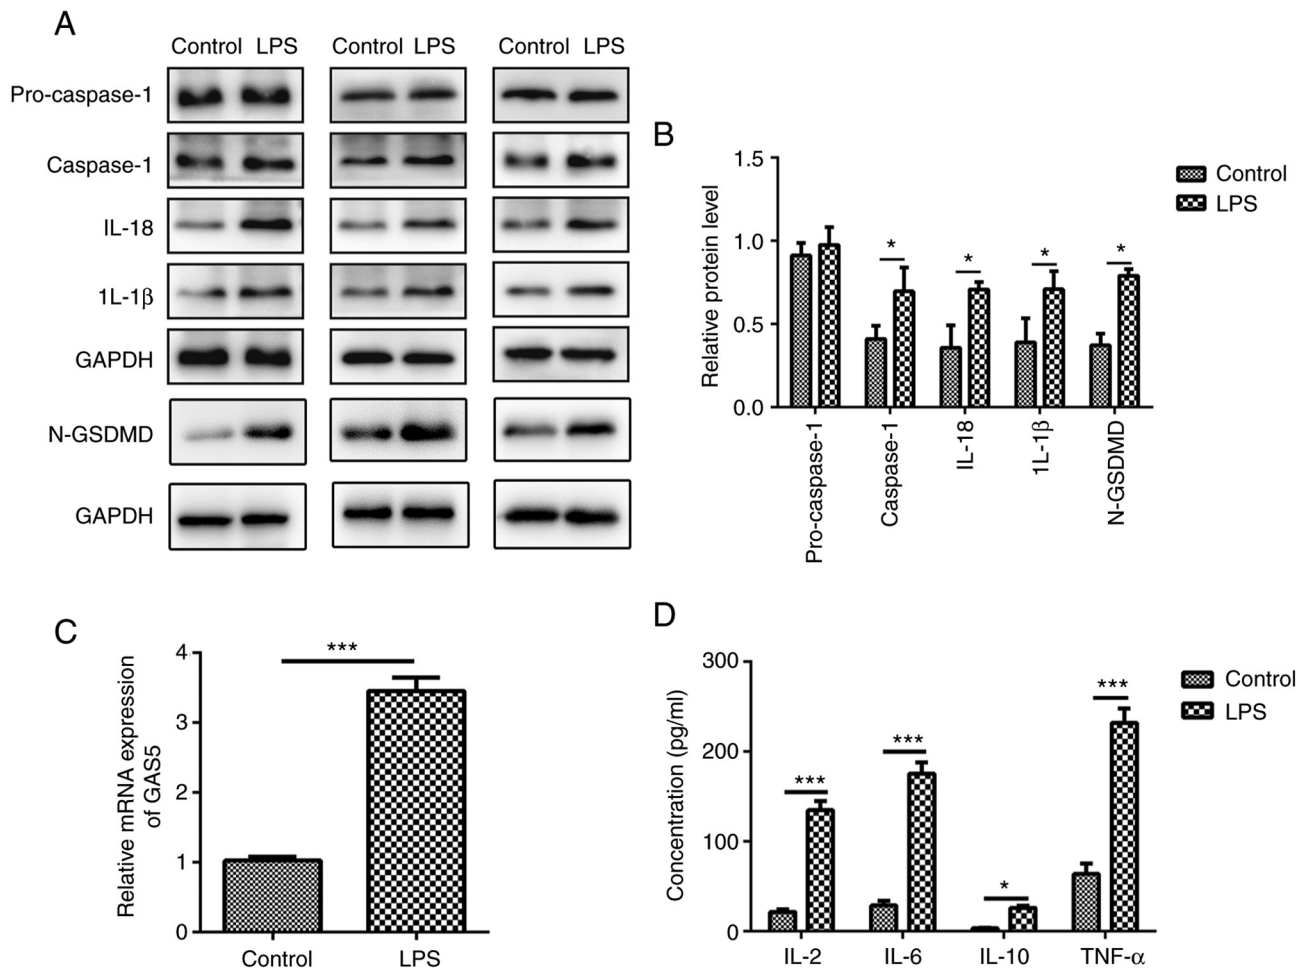 A
Control LPS Control LPS Control LPS
Pro-caspase-1
Caspase-1
IL-18
1L-1β
GAPDH
N-GSDMD
GAPDH
B
Relative protein level
1.5
1.0
0.5
0.0
* * * *
Pro-caspase-1
Caspase-1
IL-18
1L-1β
N-GSDMD
Control
LPS
C
Relative mRNA expression
of GAS5
4
3
2
1
0
***
Control LPS
D
Concentration (pg/ml)
300
200
100
0
*** *** * ***
IL-2 IL-6 IL-10 TNF-α
Control
LPS